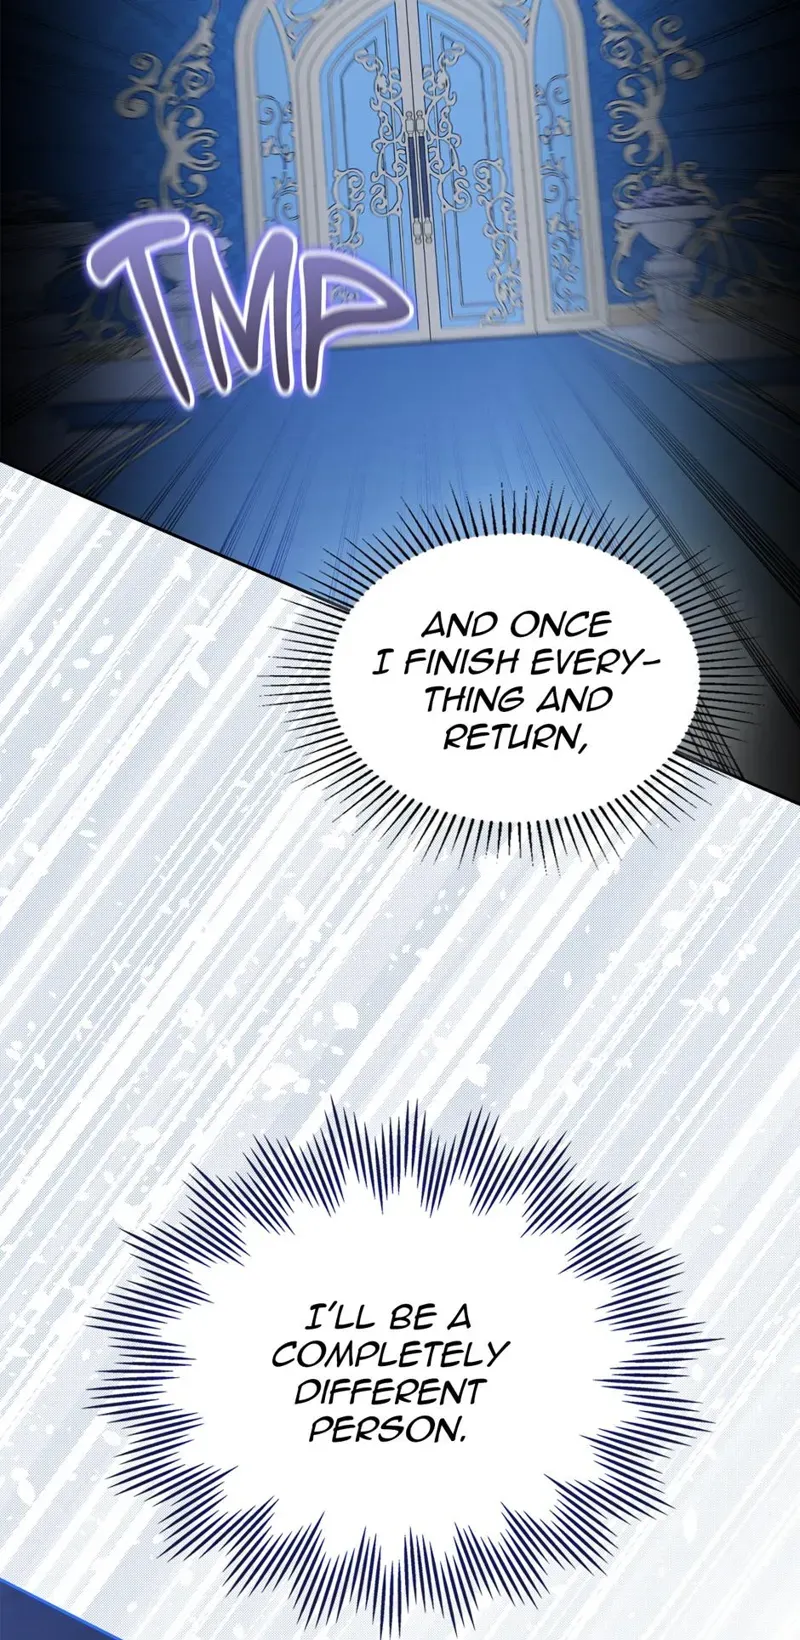 TMP
AND ONCE
I FINISH EVERY-
THING AND
RETURN,
I'LL BE A
COMPLETELY
DIFFERENT
PERSON.